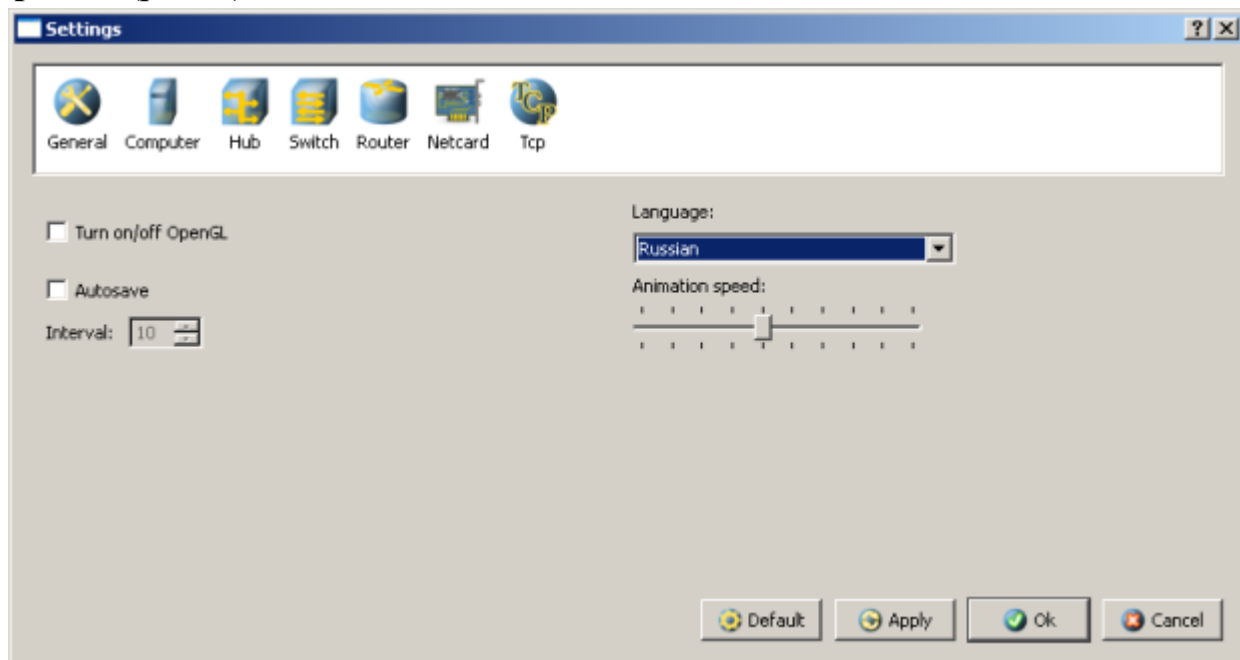 Settings
General Computer Hub Switch Router Netcard Tcp
Turn on/off OpenGL
Autosave
Interval: 10
Language:
Russian
Animation speed:
Default Apply Ok Cancel